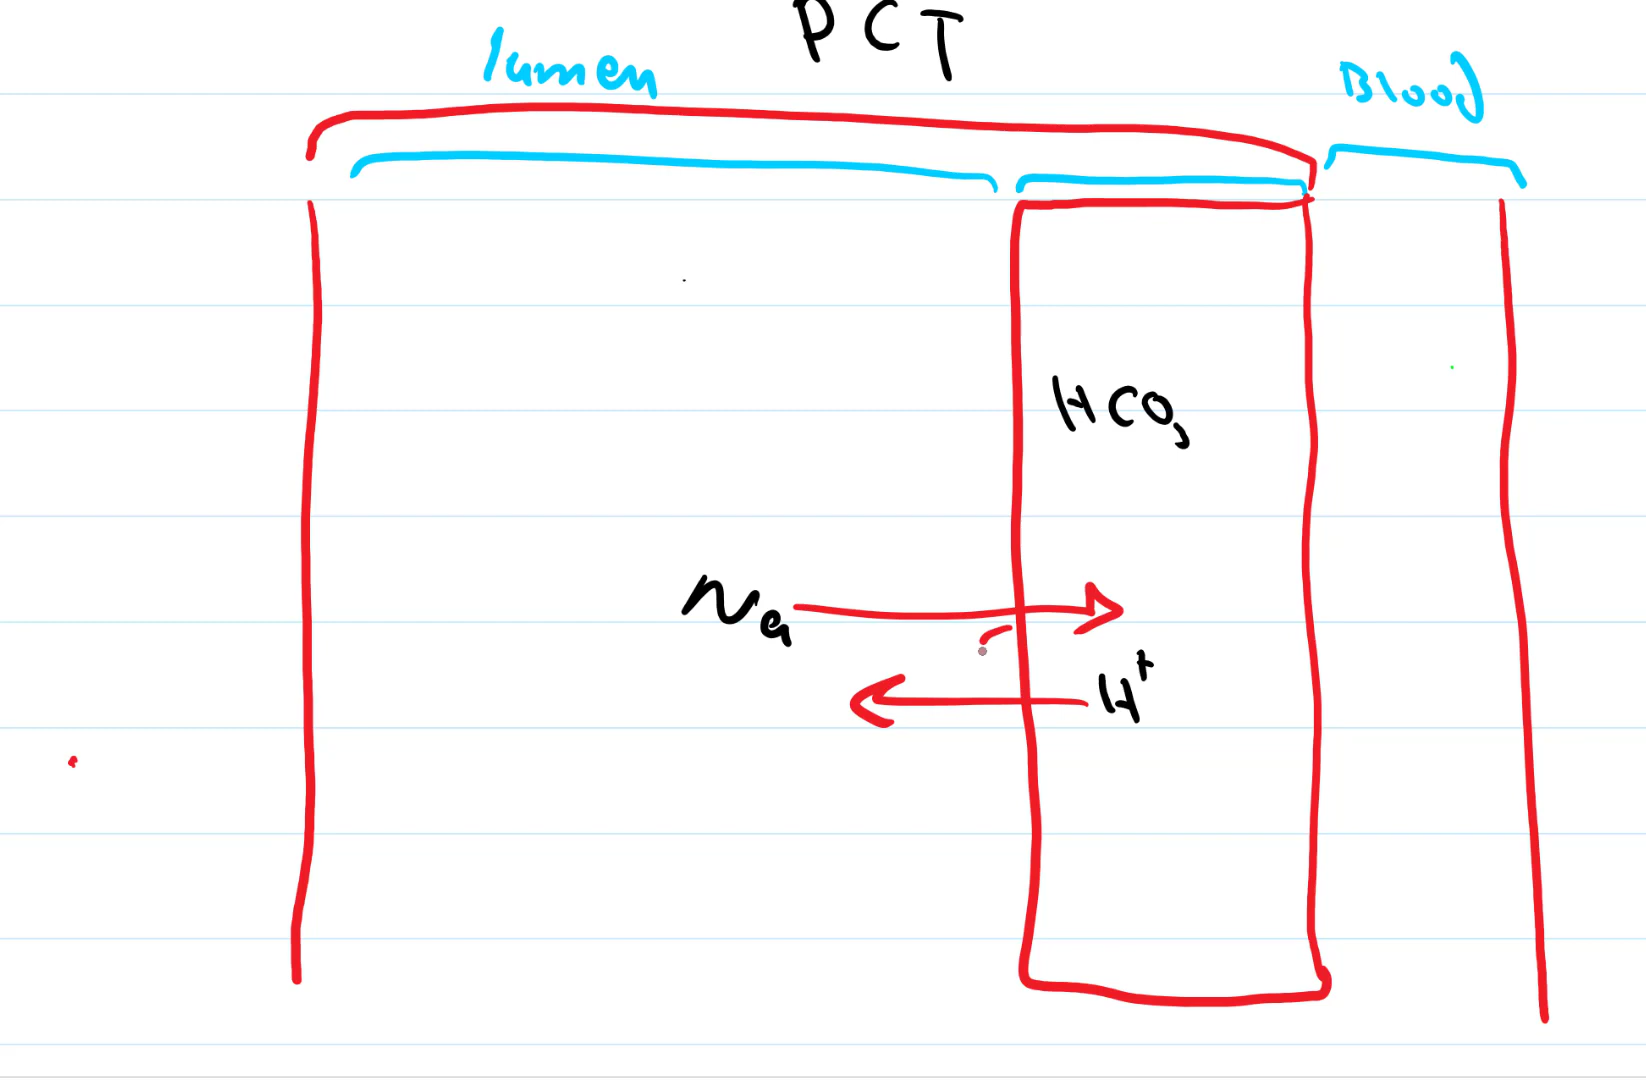 PCT
lumen
Blood
HCO3
Na
H+